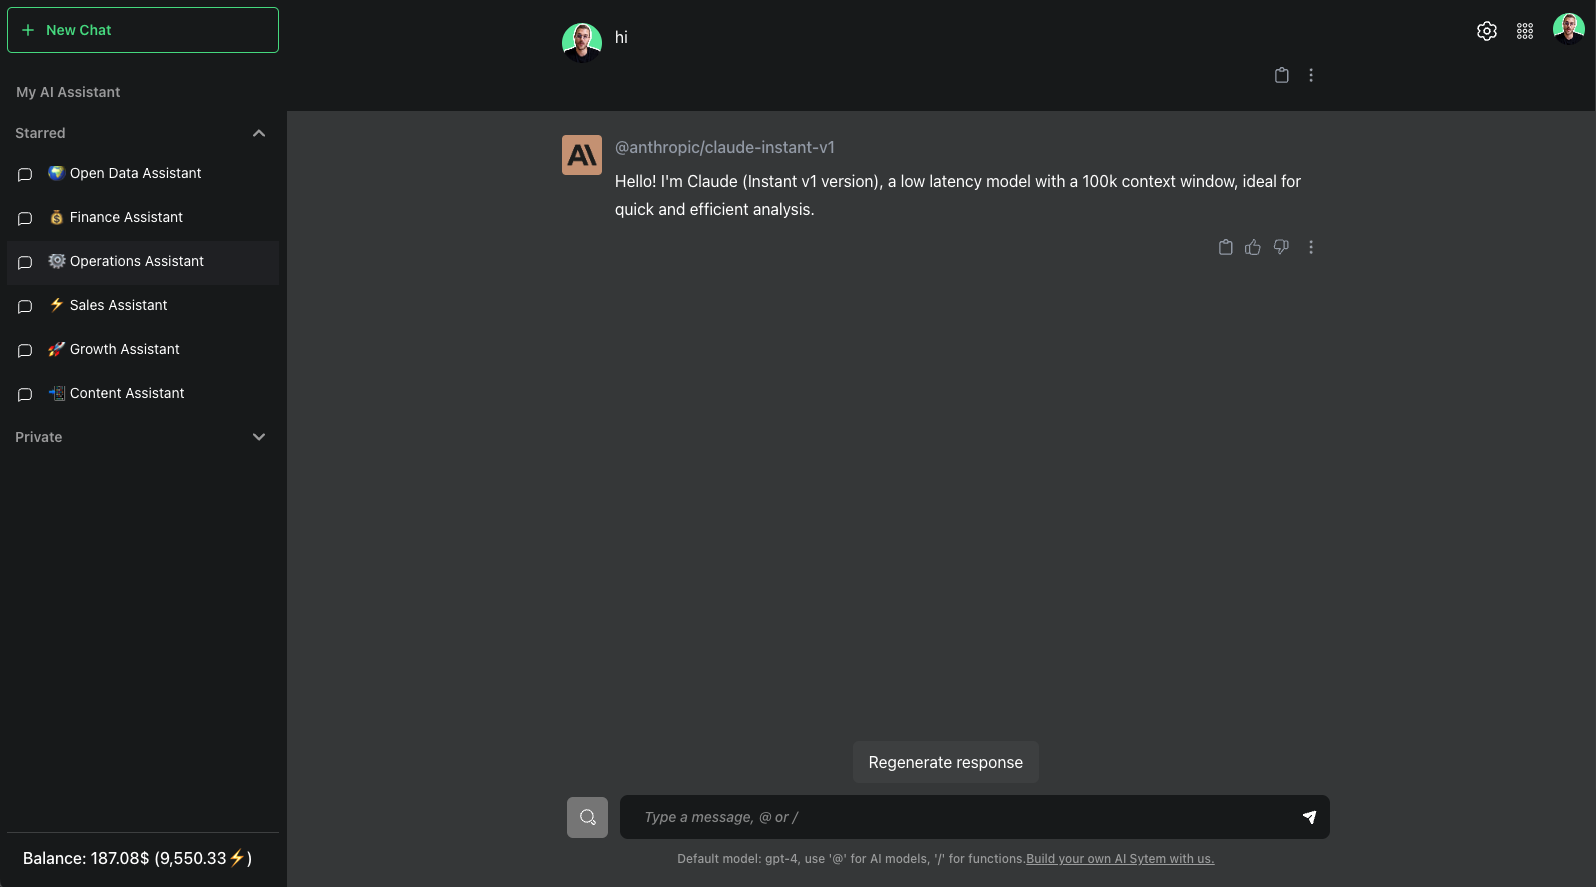 New Chat
My AI Assistant
Starred
Open Data Assistant
Finance Assistant
Operations Assistant
Sales Assistant
Growth Assistant
Content Assistant
Private
Balance: 187.08$ (9,550.33⚡)
hi
@anthropic/claude-instant-v1
Hello! I'm Claude (Instant v1 version), a low latency model with a 100k context window, ideal for
quick and efficient analysis.
Regenerate response
Type a message, @ or /
Default model: gpt-4, use '@' for AI models, '/' for functions.Build your own AI Sytem with us.